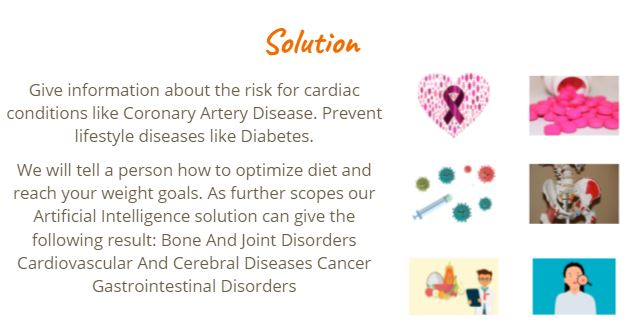 Solution
Give information about the risk for cardiac
conditions like Coronary Artery Disease. Prevent
lifestyle diseases like Diabetes.
We will tell a person how to optimize diet and
reach your weight goals. As further scopes our
Artificial Intelligence solution can give the
following result: Bone And Joint Disorders
Cardiovascular And Cerebral Diseases Cancer
Gastrointestinal Disorders